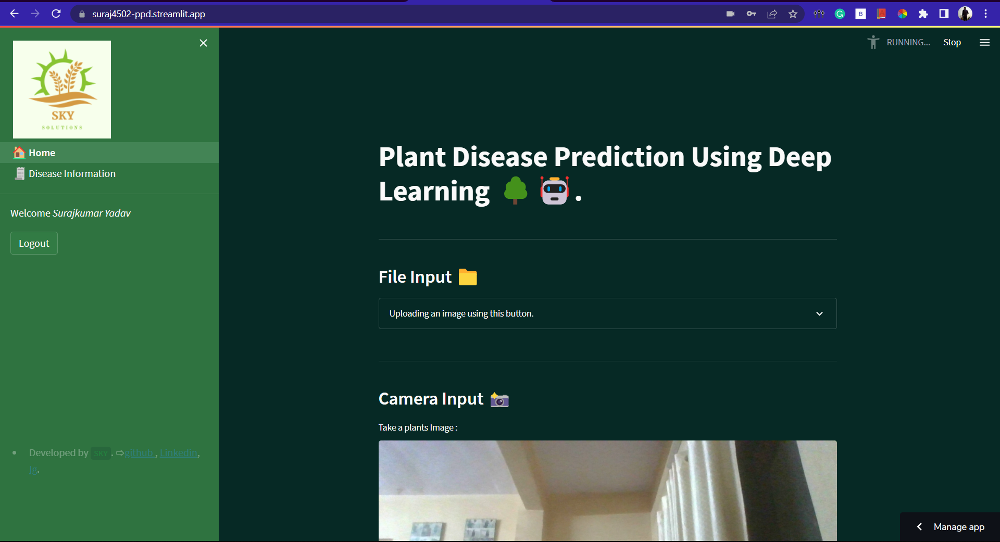 suraj4502-ppd.streamlit.app
SKY
SOLUTIONS
Home
Disease Information
Welcome Surajkumar Yadav
Logout
Developed by SKY . ⇨github , Linkedin,
Ig.
RUNNING...
Stop
Plant Disease Prediction Using Deep
Learning 🌳 🤖 .
File Input 📁
Uploading an image using this button.
Camera Input 📸
Take a plants Image :
Manage app